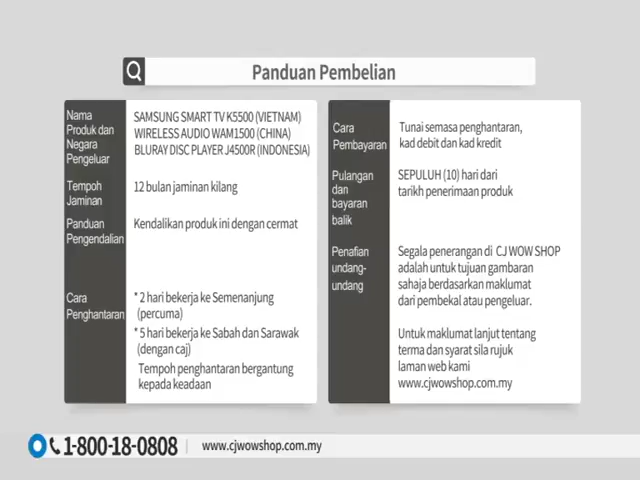 Panduan Pembelian
Nama
Produk dan
Negara
Pengeluar
SAMSUNG SMART TV K5500 (VIETNAM)
WIRELESS AUDIO WAM1500 (CHINA)
BLURAY DISC PLAYER J4500R (INDONESIA)
Tempoh
Jaminan
12 bulan jaminan kilang
Panduan
Pengendalian
Kendalikan produk ini dengan cermat
Cara
Penghantaran
* 2 hari bekerja ke Semenanjung
(percuma)
* 5 hari bekerja ke Sabah dan Sarawak
(dengan caj)
Tempoh penghantaran bergantung
kepada keadaan
Cara
Pembayaran
Tunai semasa penghantaran,
kad debit dan kad kredit
Pulangan
dan
bayaran
balik
SEPULUH (10) hari dari
tarikh penerimaan produk
Penafian
undang-
undang
Segala penerangan di CJ WOW SHOP
adalah untuk tujuan gambaran
sahaja berdasarkan maklumat
dari pembekal atau pengeluar.
Untuk maklumat lanjut tentang
terma dan syarat sila rujuk
laman web kami
www.cjwowshop.com.my
1-800-18-0808
www.cjwowshop.com.my